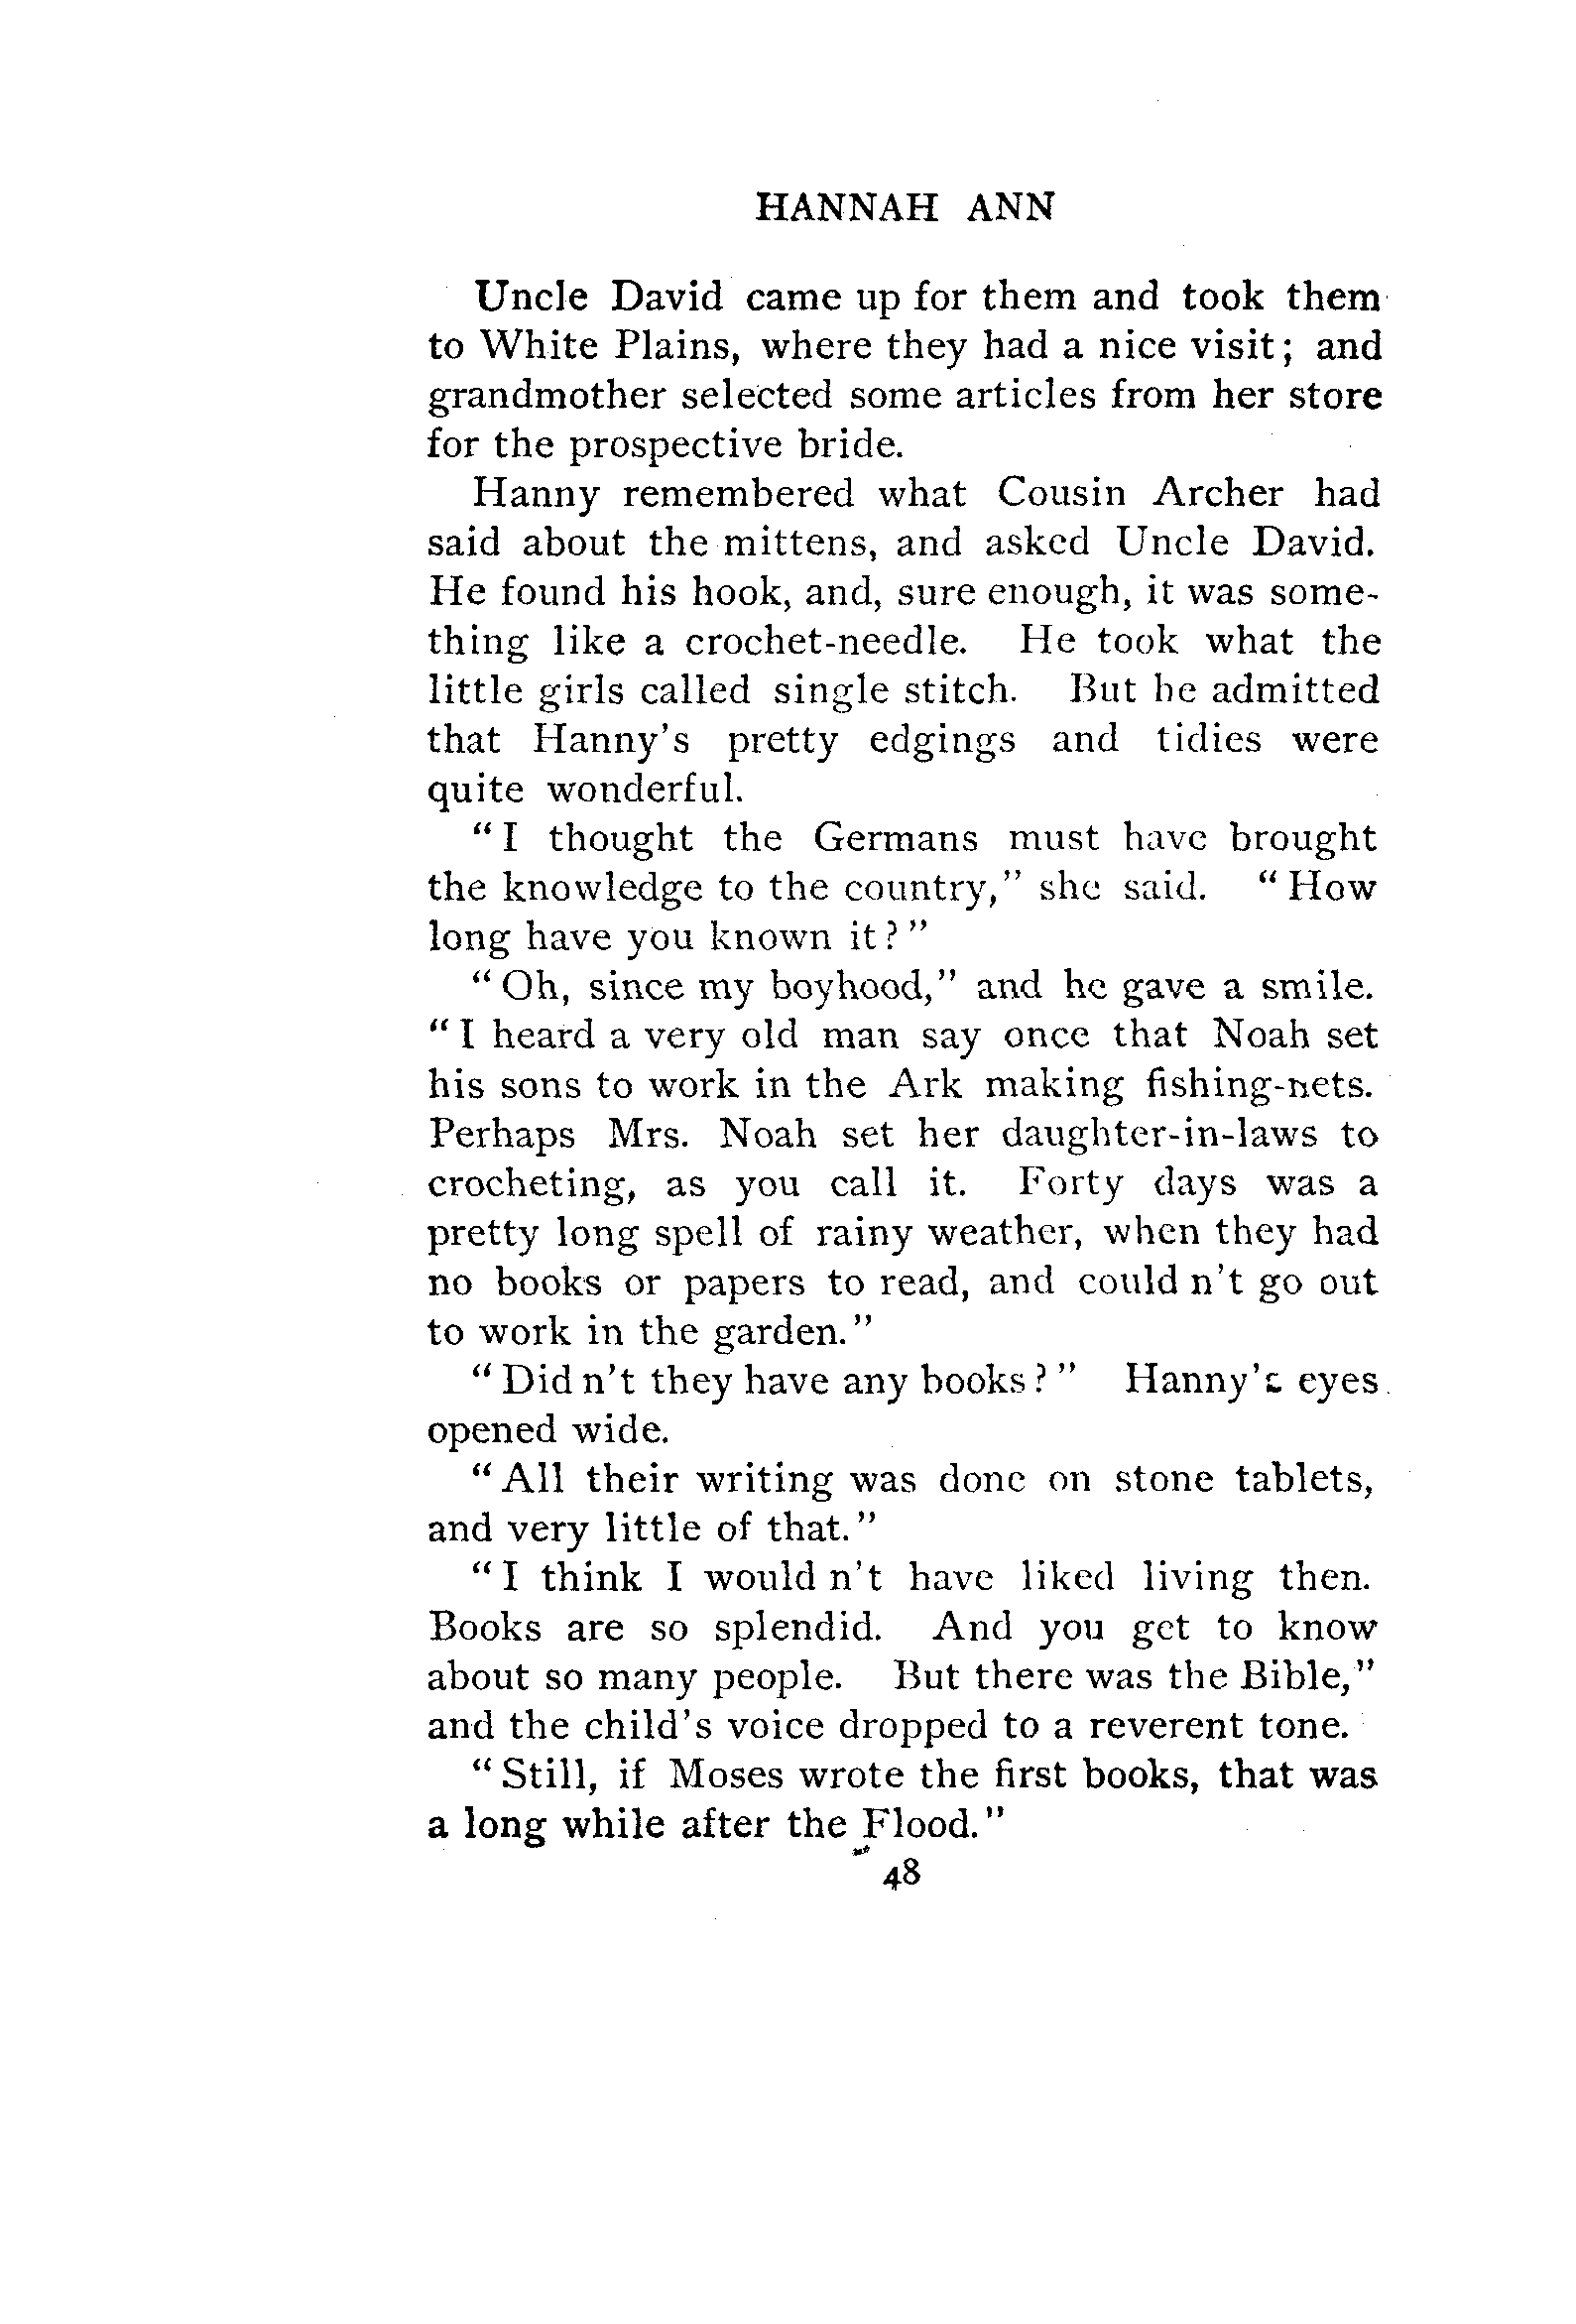 HANNAH ANN
Uncle David came up for them and took them
to White Plains, where they had a nice visit; and
grandmother selected some articles from her store
for the prospective bride.
Hanny remembered what Cousin Archer had
said about the mittens, and asked Uncle David.
He found his hook, and, sure enough, it was some-
thing like a crochet-needle. He took what the
little girls called single stitch. But he admitted
that Hanny's pretty edgings and tidies were
quite wonderful.
"I thought the Germans must have brought
the knowledge to the country," she said. "How
long have you known it?"
"Oh, since my boyhood," and he gave a smile.
"I heard a very old man say once that Noah set
his sons to work in the Ark making fishing-nets.
Perhaps Mrs. Noah set her daughter-in-laws to
crocheting, as you call it. Forty days was a
pretty long spell of rainy weather, when they had
no books or papers to read, and could n't go out
to work in the garden."
"Did n't they have any books?" Hanny's eyes
opened wide.
"All their writing was done on stone tablets,
and very little of that."
"I think I would n't have liked living then.
Books are so splendid. And you get to know
about so many people. But there was the Bible,"
and the child's voice dropped to a reverent tone.
"Still, if Moses wrote the first books, that was
a long while after the Flood."
48